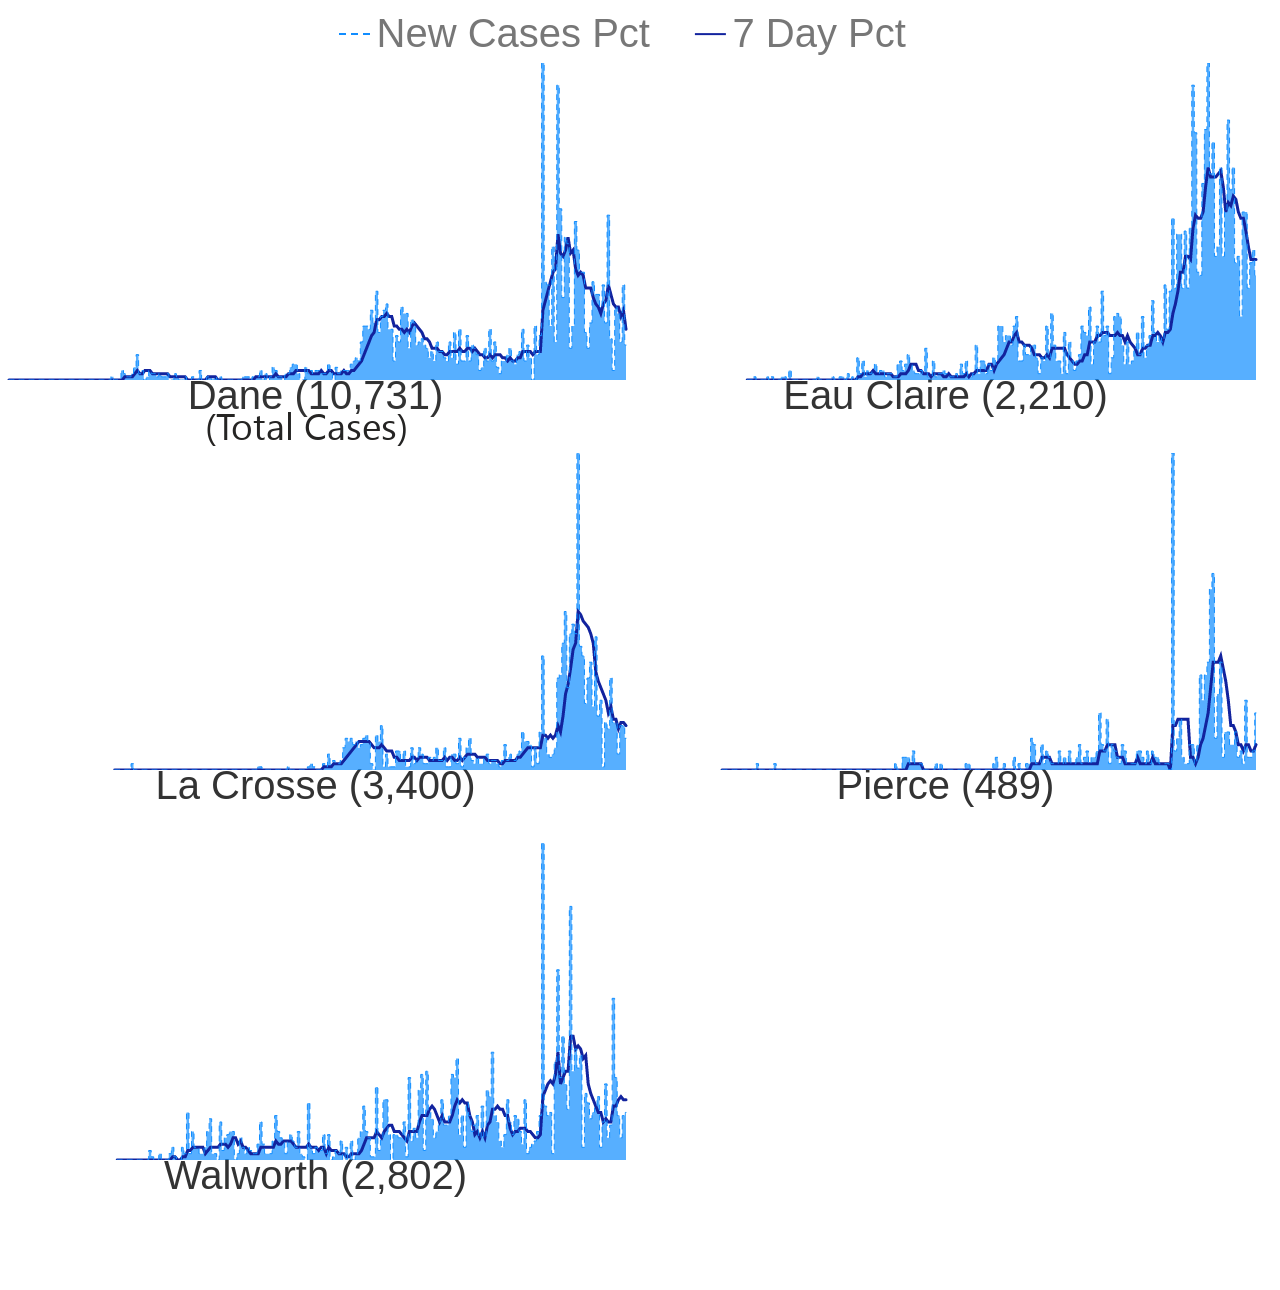 New Cases Pct 7 Day Pct
Dane (10,731) Eau Claire (2,210)
(Total Cases)
La Crosse (3,400) Pierce (489)
Walworth (2,802)